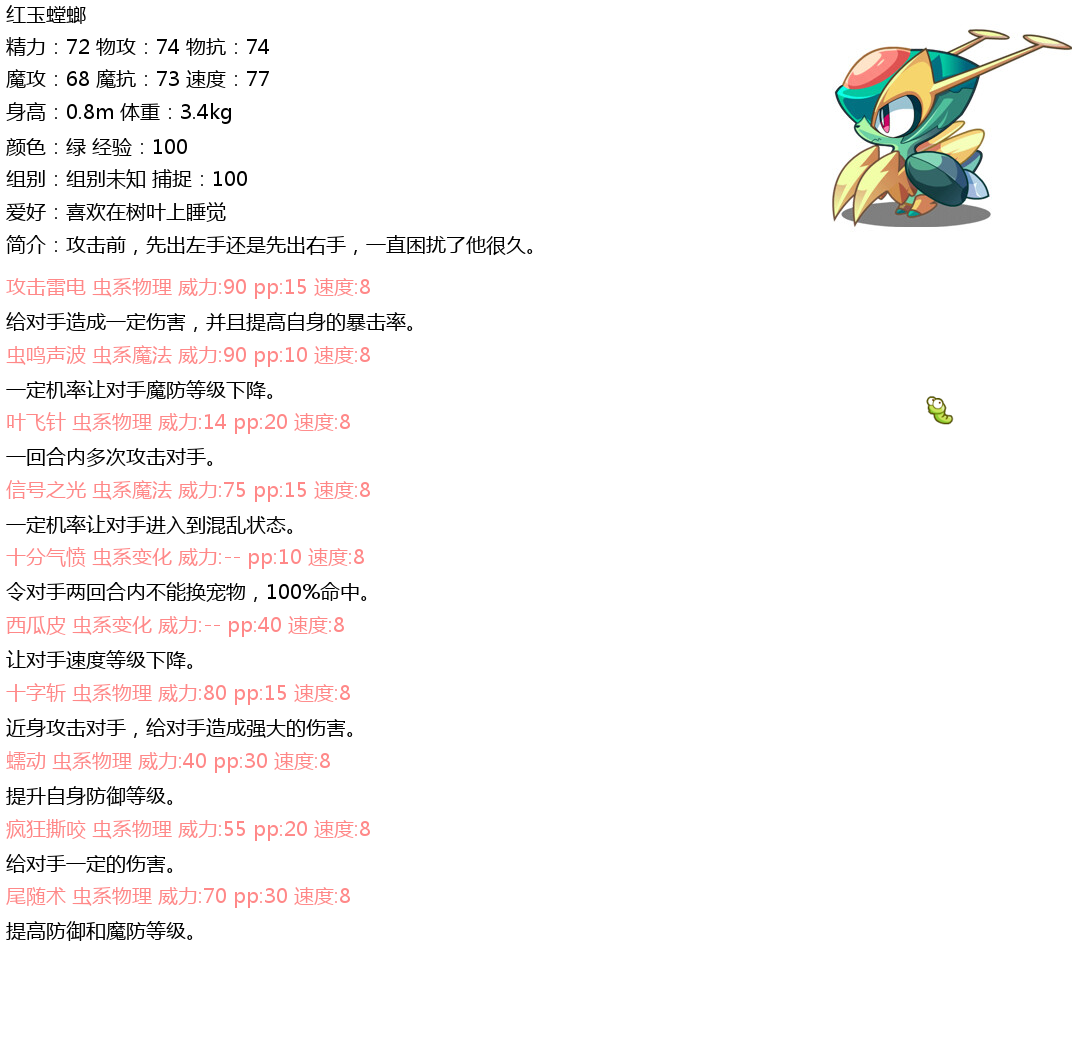 红玉螳螂
精力：72 物攻：74 物抗：74
魔攻：68 魔抗：73 速度：77
身高：0.8m 体重：3.4kg
颜色：绿 经验：100
组别：组别未知 捕捉：100
爱好：喜欢在树叶上睡觉
简介：攻击前，先出左手还是先出右手，一直困扰了他很久。
攻击雷电 虫系物理 威力:90 pp:15 速度:8
给对手造成一定伤害，并且提高自身的暴击率。
虫鸣声波 虫系魔法 威力:90 pp:10 速度:8
一定机率让对手魔防等级下降。
叶飞针 虫系物理 威力:14 pp:20 速度:8
一回合内多次攻击对手。
信号之光 虫系魔法 威力:75 pp:15 速度:8
一定机率让对手进入到混乱状态。
十分气愤 虫系变化 威力:-- pp:10 速度:8
令对手两回合内不能换宠物，100%命中。
西瓜皮 虫系变化 威力:-- pp:40 速度:8
让对手速度等级下降。
十字斩 虫系物理 威力:80 pp:15 速度:8
近身攻击对手，给对手造成强大的伤害。
蠕动 虫系物理 威力:40 pp:30 速度:8
提升自身防御等级。
疯狂撕咬 虫系物理 威力:55 pp:20 速度:8
给对手一定的伤害。
尾随术 虫系物理 威力:70 pp:30 速度:8
提高防御和魔防等级。